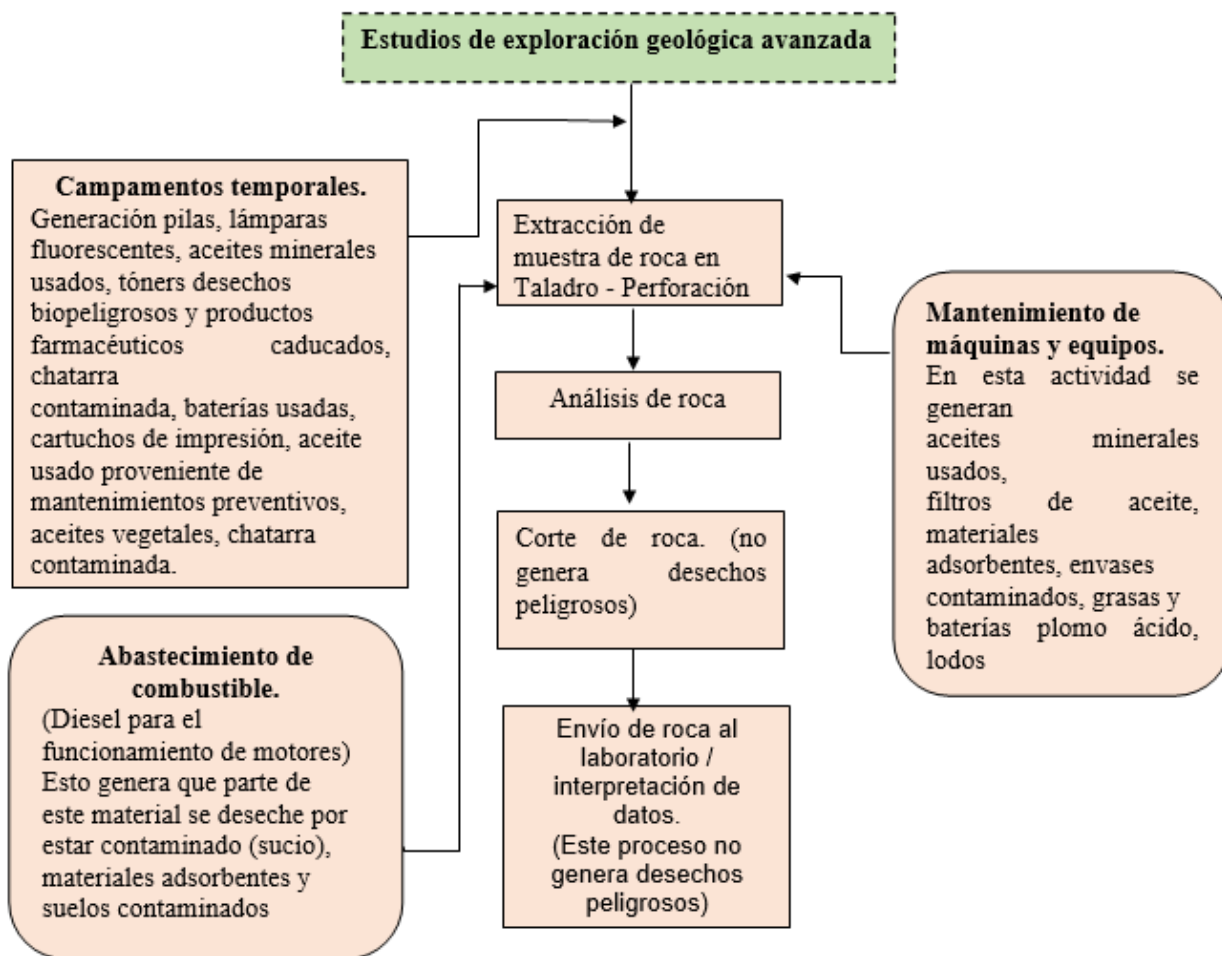 Estudios de exploración geológica avanzada
Campamentos temporales.
Generación pilas, lámparas
fluorescentes, aceites minerales
usados, tóners desechos
biopeligrosos y productos
farmacéuticos caducados,
chatarra
contaminada, baterías usadas,
cartuchos de impresión, aceite
usado proveniente de
mantenimientos preventivos,
aceites vegetales, chatarra
contaminada.
Extracción de
muestra de roca en
Taladro - Perforación
Mantenimiento de
máquinas y equipos.
En esta actividad se
generan
aceites minerales
usados,
filtros de aceite,
materiales
adsorbentes, envases
contaminados, grasas y
baterías plomo ácido,
lodos
Análisis de roca
Corte de roca. (no
genera desechos
peligrosos)
Abastecimiento de
combustible.
(Diesel para el
funcionamiento de motores)
Esto genera que parte de
este material se deseche por
estar contaminado (sucio),
materiales adsorbentes y
suelos contaminados
Envío de roca al
laboratorio /
interpretación de
datos.
(Este proceso no
genera desechos
peligrosos)